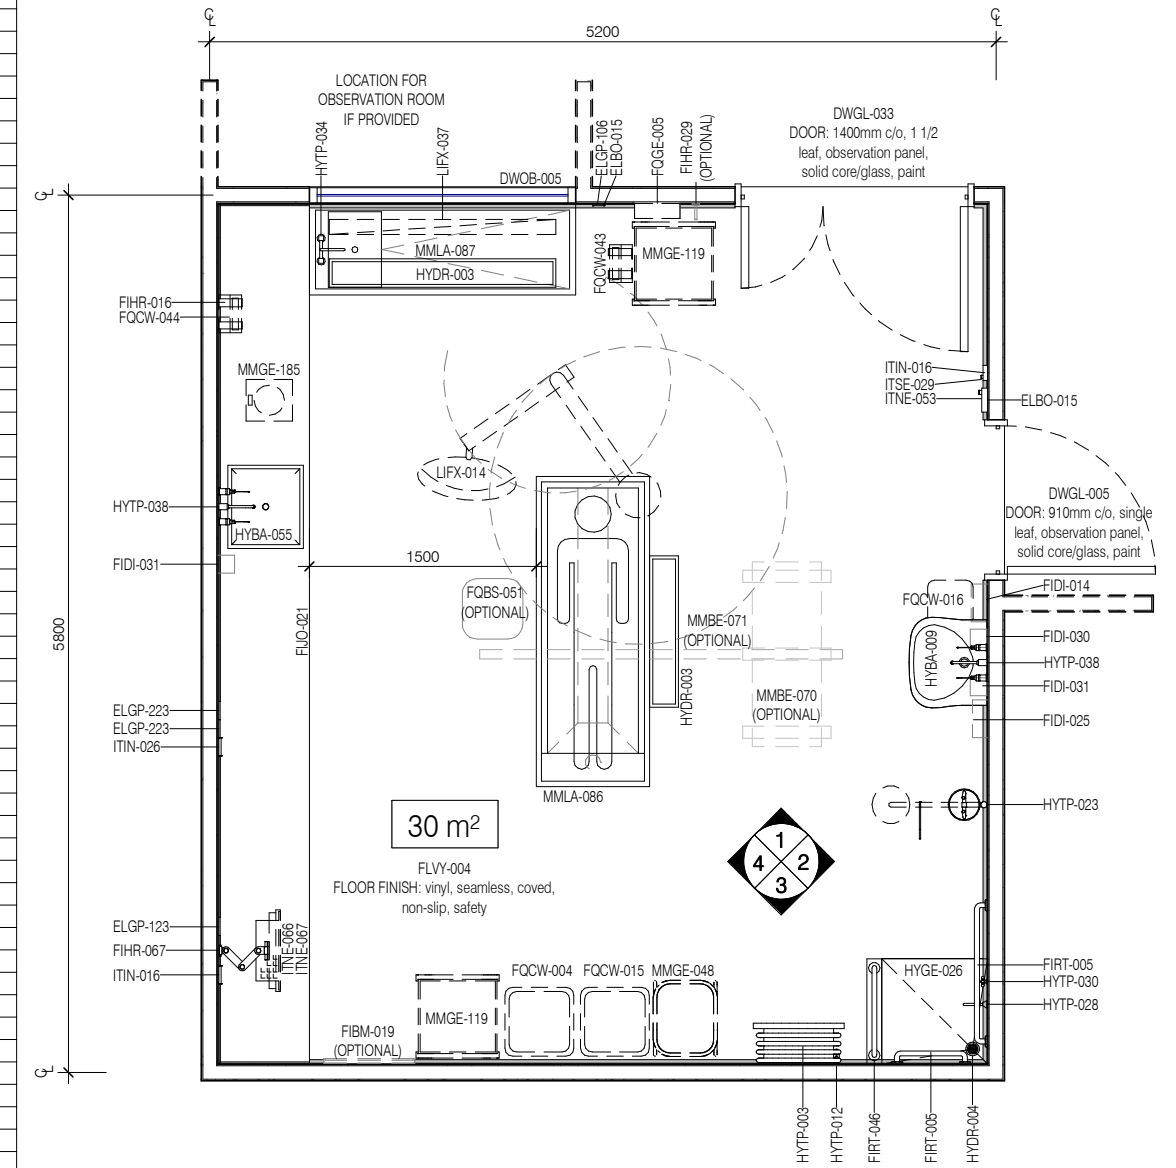 5200
LOCATION FOR
OBSERVATION ROOM
IF PROVIDED
DWGL-033
DOOR: 1400mm c/o, 1 1/2
leaf, observation panel,
solid core/glass, paint
HYTP-034
LIFX-037
DWOB-005
ELGP-106
ELBO-015
FQGE-005
FIHR-029
(OPTIONAL)
MMLA-087
HYDR-003
FQCW-043
MMGE-119
FIHR-016
FQCW-044
MMGE-185
ITIN-016
ITSE-029
ITNE-053
ELBO-015
LIFX-014
DWGL-005
DOOR: 910mm c/o, single
leaf, observation panel,
solid core/glass, paint
HYTP-038
HYBA-055
FIDI-031
1500
FQBS-051
(OPTIONAL)
FIJO-021
5800
MMBE-071
(OPTIONAL)
HYDR-003
MMBE-070
(OPTIONAL)
FQCW-016
HYBA-009
FIDI-014
FIDI-030
HYTP-038
FIDI-031
FIDI-025
ELGP-223
ELGP-223
ITIN-026
MMLA-086
30 m²
FLVY-004
FLOOR FINISH: vinyl, seamless, coved,
non-slip, safety
1
4 2
3
HYTP-023
ELGP-123
FIHR-067
ITIN-016
ITNE-066
ITNE-067
FIBM-019
(OPTIONAL)
MMGE-119
FQCW-004
FQCW-015
MMGE-048
HYGE-026
FIRT-005
HYTP-030
HYTP-028
HYTP-003
HYTP-012
FIRT-046
FIRT-005
HYDR-004